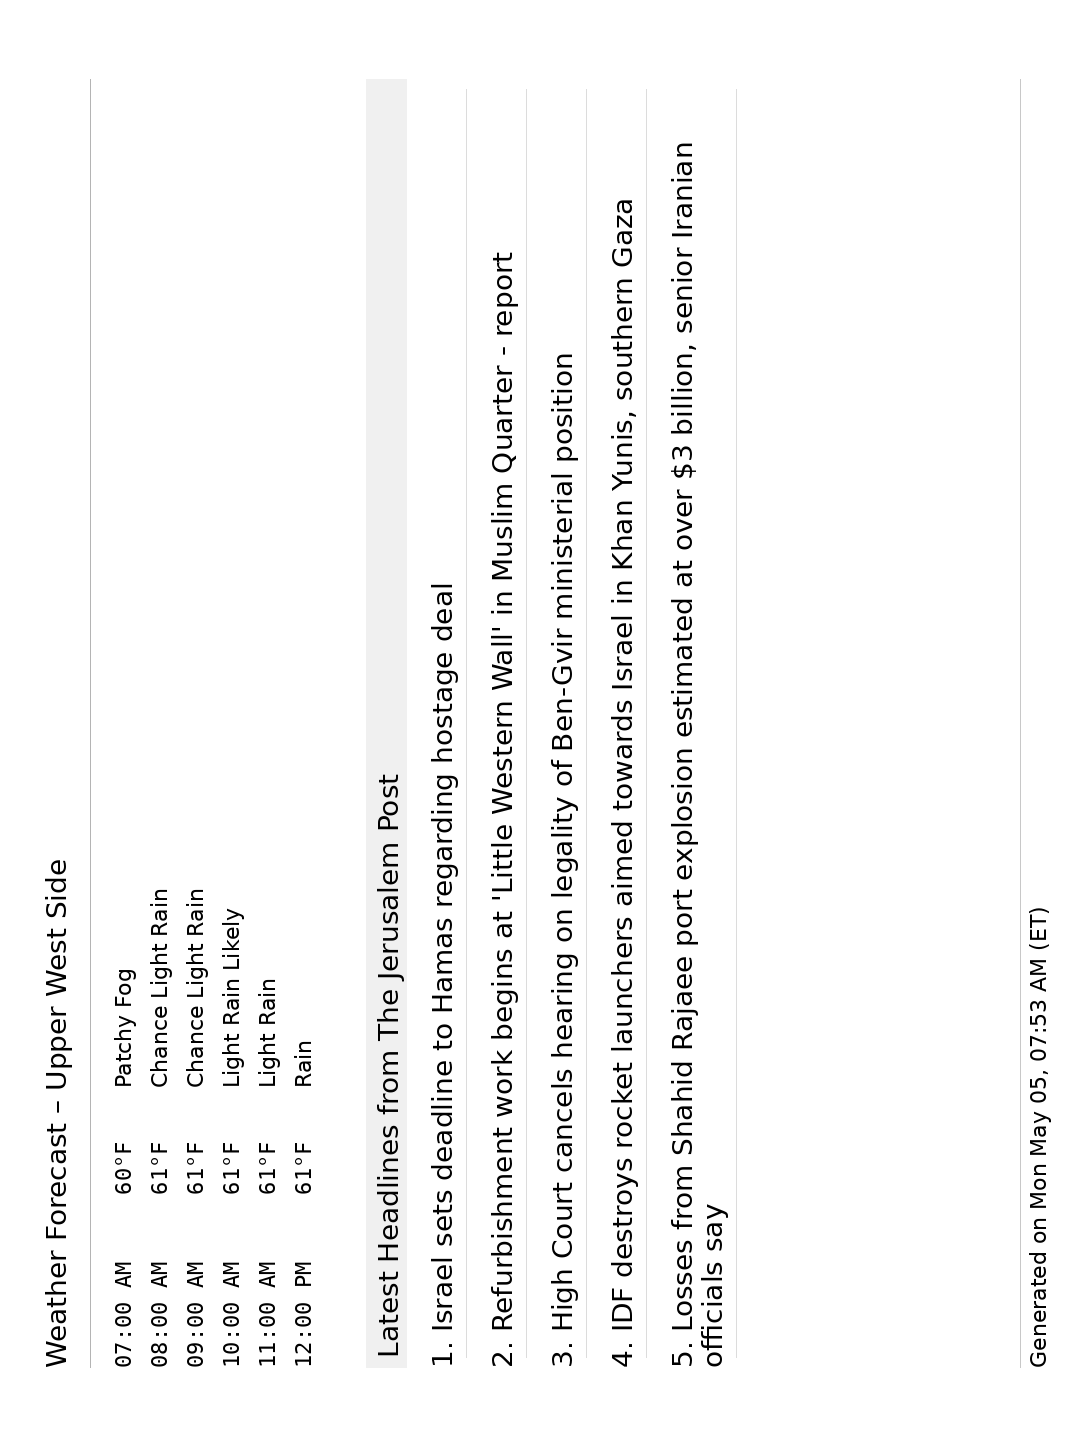 Weather Forecast – Upper West Side
07:00 AM 60°F Patchy Fog
08:00 AM 61°F Chance Light Rain
09:00 AM 61°F Chance Light Rain
10:00 AM 61°F Light Rain Likely
11:00 AM 61°F Light Rain
12:00 PM 61°F Rain
Latest Headlines from The Jerusalem Post
1. Israel sets deadline to Hamas regarding hostage deal
2. Refurbishment work begins at 'Little Western Wall' in Muslim Quarter - report
3. High Court cancels hearing on legality of Ben-Gvir ministerial position
4. IDF destroys rocket launchers aimed towards Israel in Khan Yunis, southern Gaza
5. Losses from Shahid Rajaee port explosion estimated at over $3 billion, senior Iranian
officials say
Generated on Mon May 05, 07:53 AM (ET)